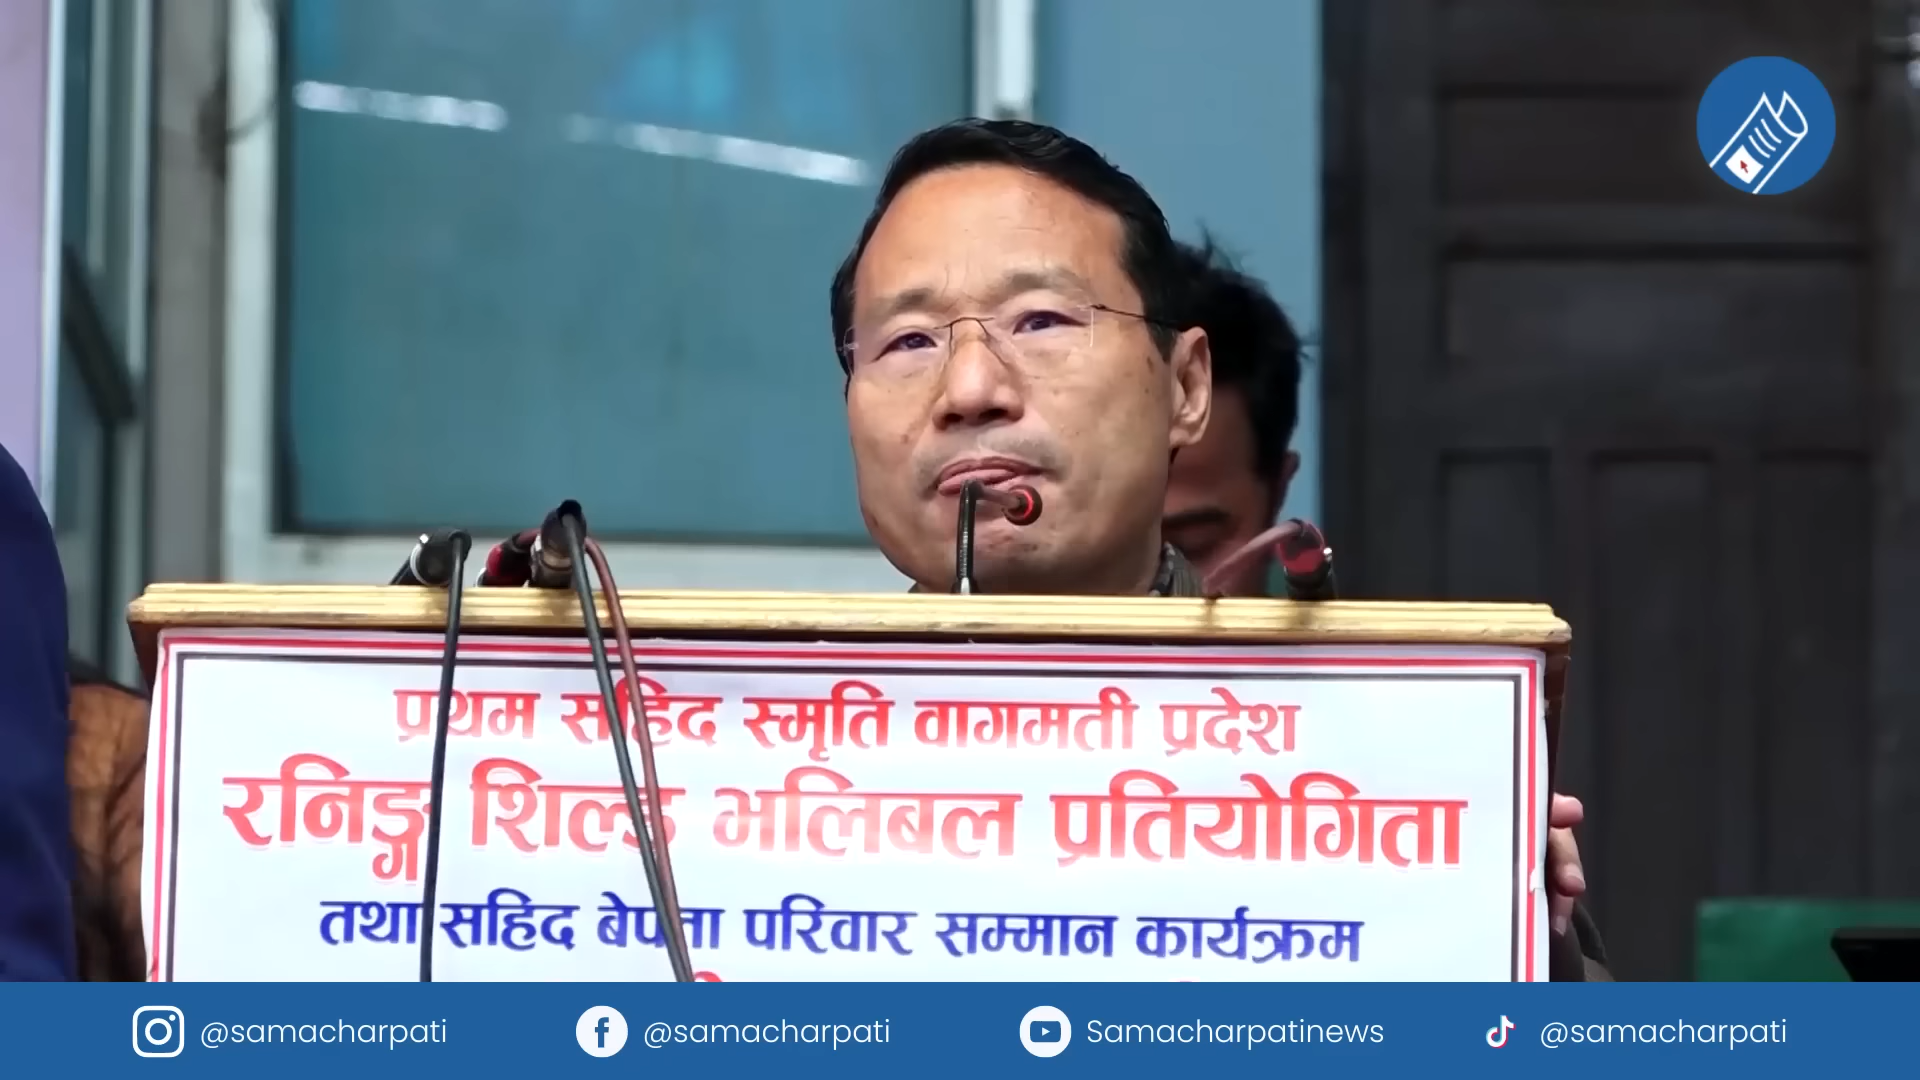 प्रथम सहिद स्मृति वागमती प्रदेश
रनिङ्ग शिल्ड भलिबल प्रतियोगिता
तथा सहिद बेपत्ता परिवार सम्मान कार्यक्रम
@samacharpati @samacharpati Samacharpatinews @samacharpati